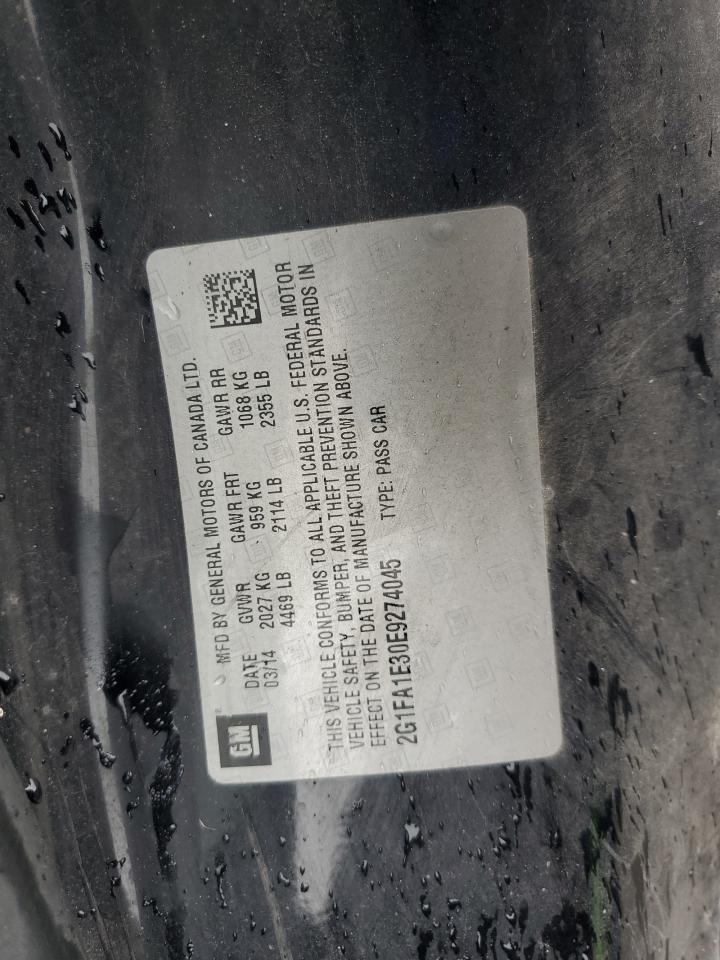 GM
MFD BY GENERAL MOTORS OF CANADA LTD.
DATE GVWR GAWR FRT GAWR RR
03/14 2027 KG 959 KG 1068 KG
4469 LB 2114 LB 2355 LB
THIS VEHICLE CONFORMS TO ALL APPLICABLE U.S. FEDERAL MOTOR
VEHICLE SAFETY, BUMPER, AND THEFT PREVENTION STANDARDS IN
EFFECT ON THE DATE OF MANUFACTURE SHOWN ABOVE.
2G1FA1E30E9274045 TYPE: PASS CAR